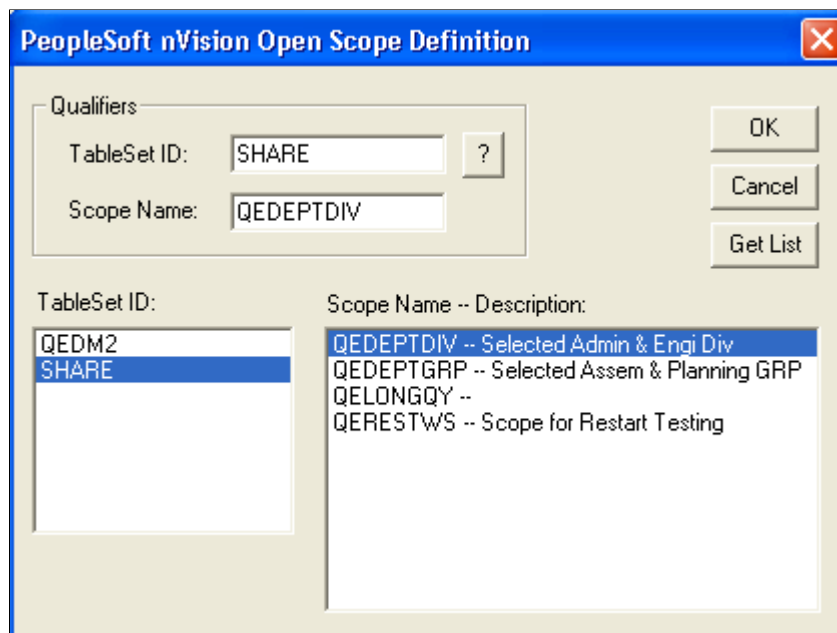 PeopleSoft nVision Open Scope Definition
Qualifiers
TableSet ID: SHARE ?
Scope Name: QEDEPTDIV
OK
Cancel
Get List
TableSet ID:
QEDM2
SHARE
Scope Name -- Description:
QEDEPTDIV -- Selected Admin & Engi Div
QEDEPTGRP -- Selected Assem & Planning GRP
QELONGQY --
QERESTWS -- Scope for Restart Testing